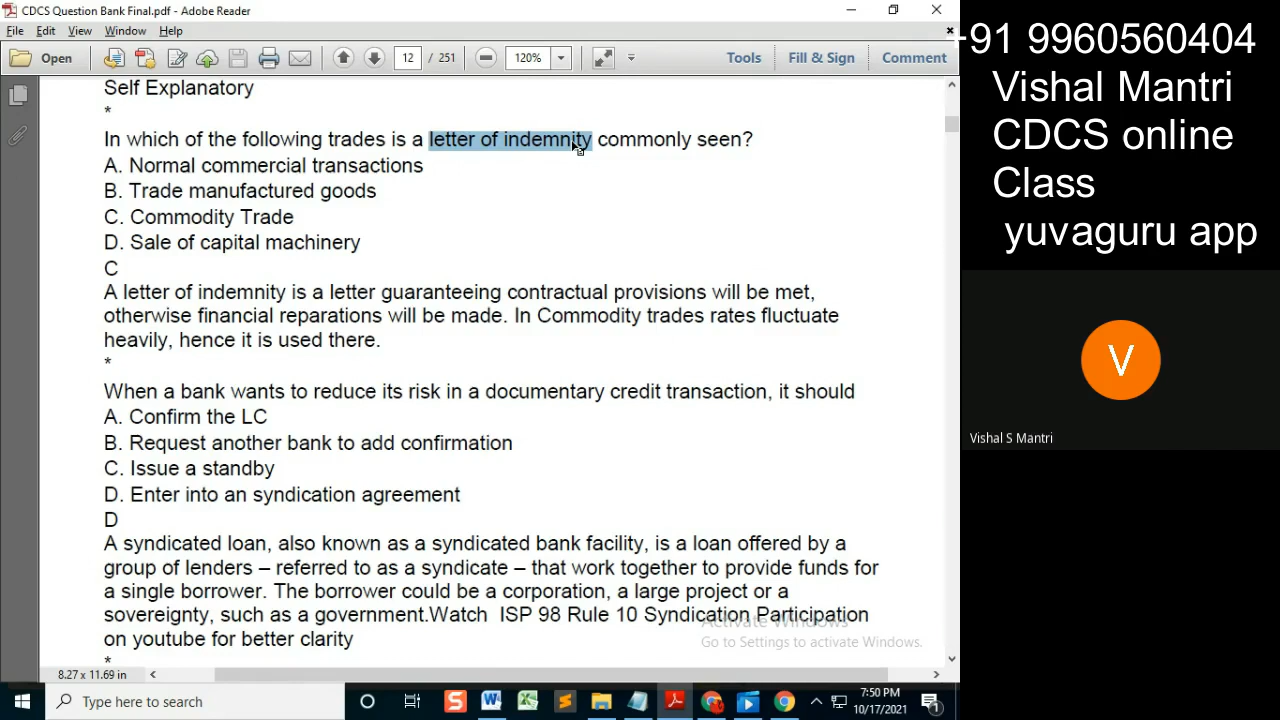 CDCS Question Bank Final.pdf - Adobe Reader
File Edit View Window Help
Open 12 / 251 120% Tools Fill & Sign Comment
Self Explanatory
*
In which of the following trades is a letter of indemnity commonly seen?
A. Normal commercial transactions
B. Trade manufactured goods
C. Commodity Trade
D. Sale of capital machinery
C
A letter of indemnity is a letter guaranteeing contractual provisions will be met,
otherwise financial reparations will be made. In Commodity trades rates fluctuate
heavily, hence it is used there.
*
When a bank wants to reduce its risk in a documentary credit transaction, it should
A. Confirm the LC
B. Request another bank to add confirmation
C. Issue a standby
D. Enter into an syndication agreement
D
A syndicated loan, also known as a syndicated bank facility, is a loan offered by a
group of lenders – referred to as a syndicate – that work together to provide funds for
a single borrower. The borrower could be a corporation, a large project or a
sovereignty, such as a government.Watch ISP 98 Rule 10 Syndication Participation
on youtube for better clarity
*
Activate Windows
Go to Settings to activate Windows.
8.27 x 11.69 in
Type here to search
7:50 PM
10/17/2021
1
+91 9960560404
Vishal Mantri
CDCS online
Class
yuvaguru app
V
Vishal S Mantri